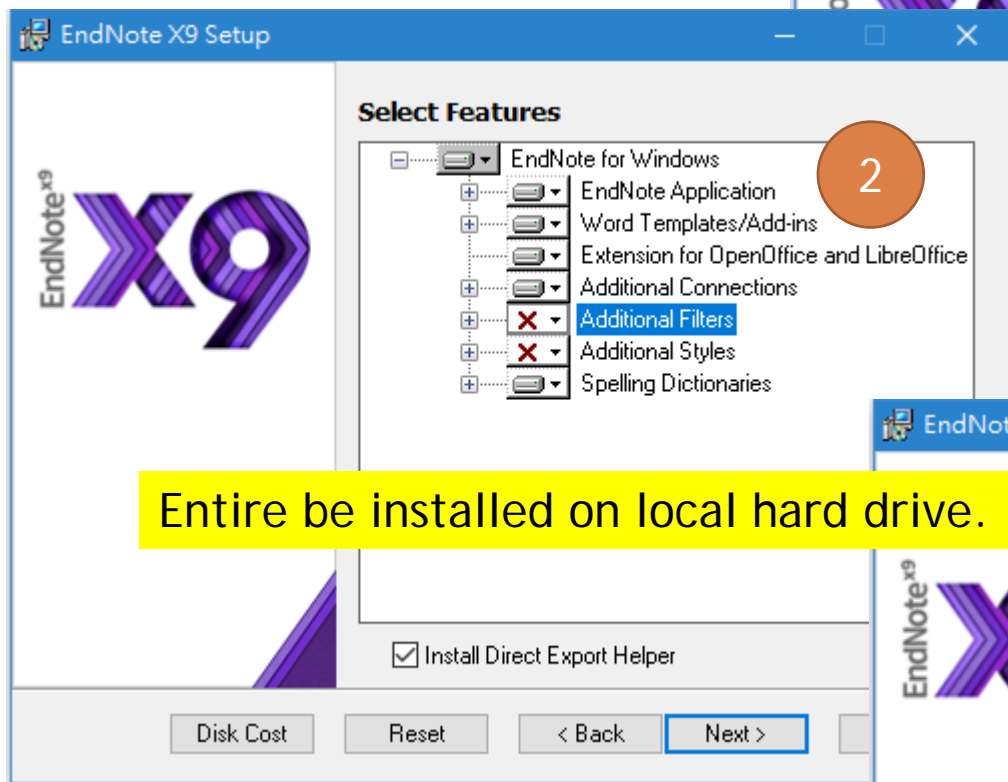 EndNote X9 Setup
EndNote x9
X9
Select Features
EndNote for Windows
2
EndNote Application
Word Templates/Add-ins
Extension for OpenOffice and LibreOffice
Additional Connections
Additional Filters
Additional Styles
Spelling Dictionaries
EndNot
Entire be installed on local hard drive.
EndNote x9
Install Direct Export Helper
Disk Cost
Reset
< Back
Next >